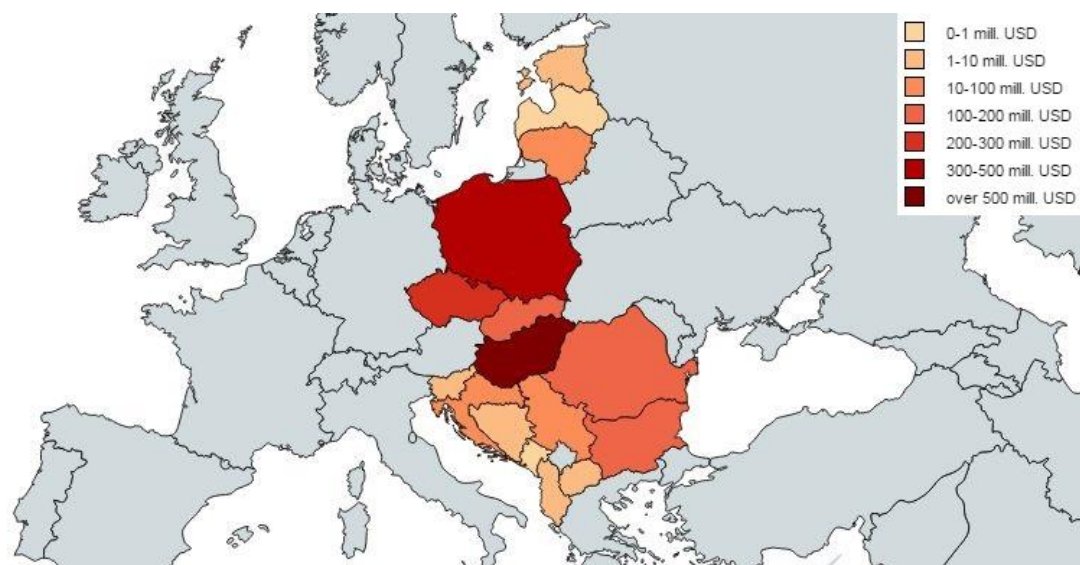 0-1 mill. USD
1-10 mill. USD
10-100 mill. USD
100-200 mill. USD
200-300 mill. USD
300-500 mill. USD
over 500 mill. USD